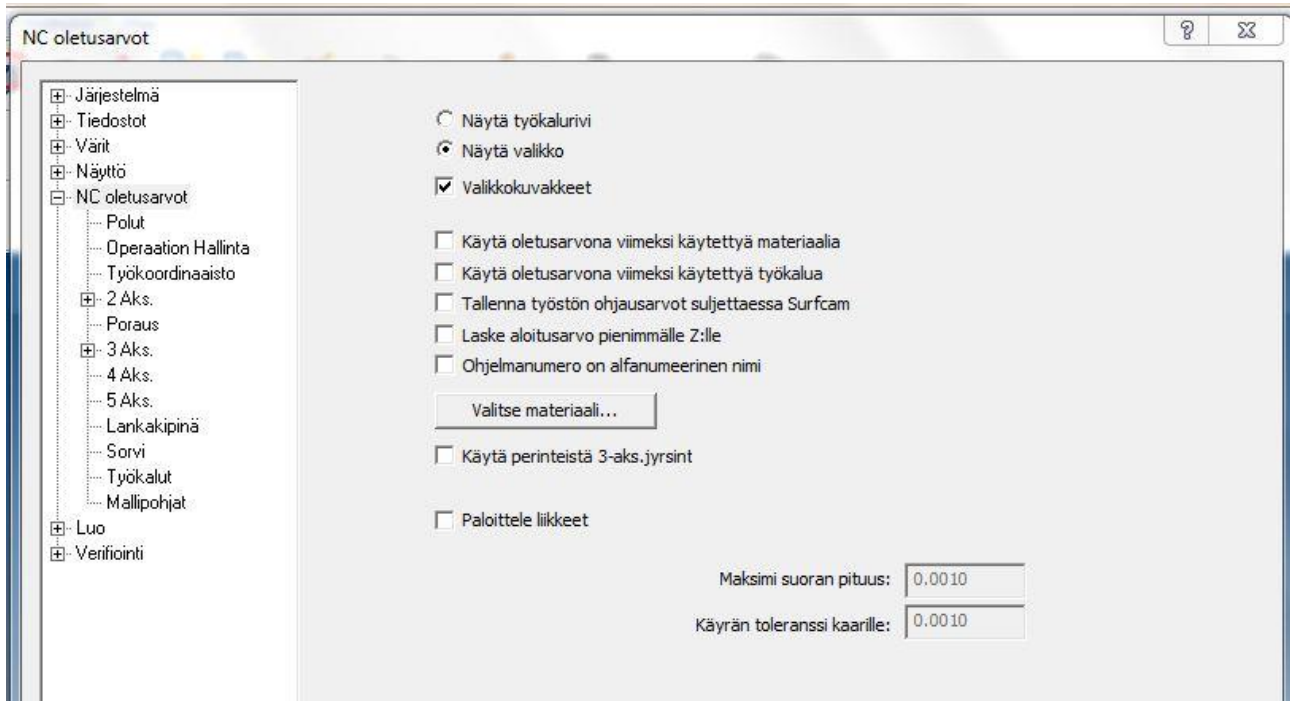 NC oletusarvot
Järjestelmä
Tiedostot
Värit
Näyttö
NC oletusarvot
Polut
Operaation Hallinta
Työkoordinaaisto
2 Aks.
Poraus
3 Aks.
4 Aks.
5 Aks.
Lankakipinä
Sorvi
Työkalut
Mallipohjat
Luo
Verifiointi
Näytä työkalurivi
Näytä valikko
Valikkokuvakkeet
Käytä oletusarvona viimeksi käytettyä materiaalia
Käytä oletusarvona viimeksi käytettyä työkalua
Tallenna työstön ohjausarvot suljettaessa Surfcam
Laske aloitusarvo pienimmälle Z:lle
Ohjelmanumero on alfanumeerinen nimi
Valitse materiaali...
Käytä perinteistä 3-aks.jyrsint
Paloittele liikkeet
Maksimi suoran pituus: 0.0010
Käyrän toleranssi kaarille: 0.0010